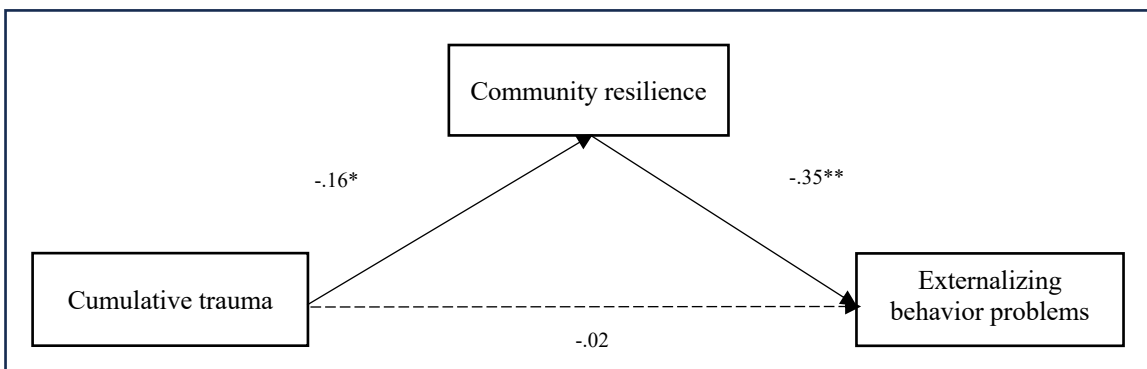 Community resilience
-.16*
-.35**
Cumulative trauma
Externalizing
behavior problems
-.02